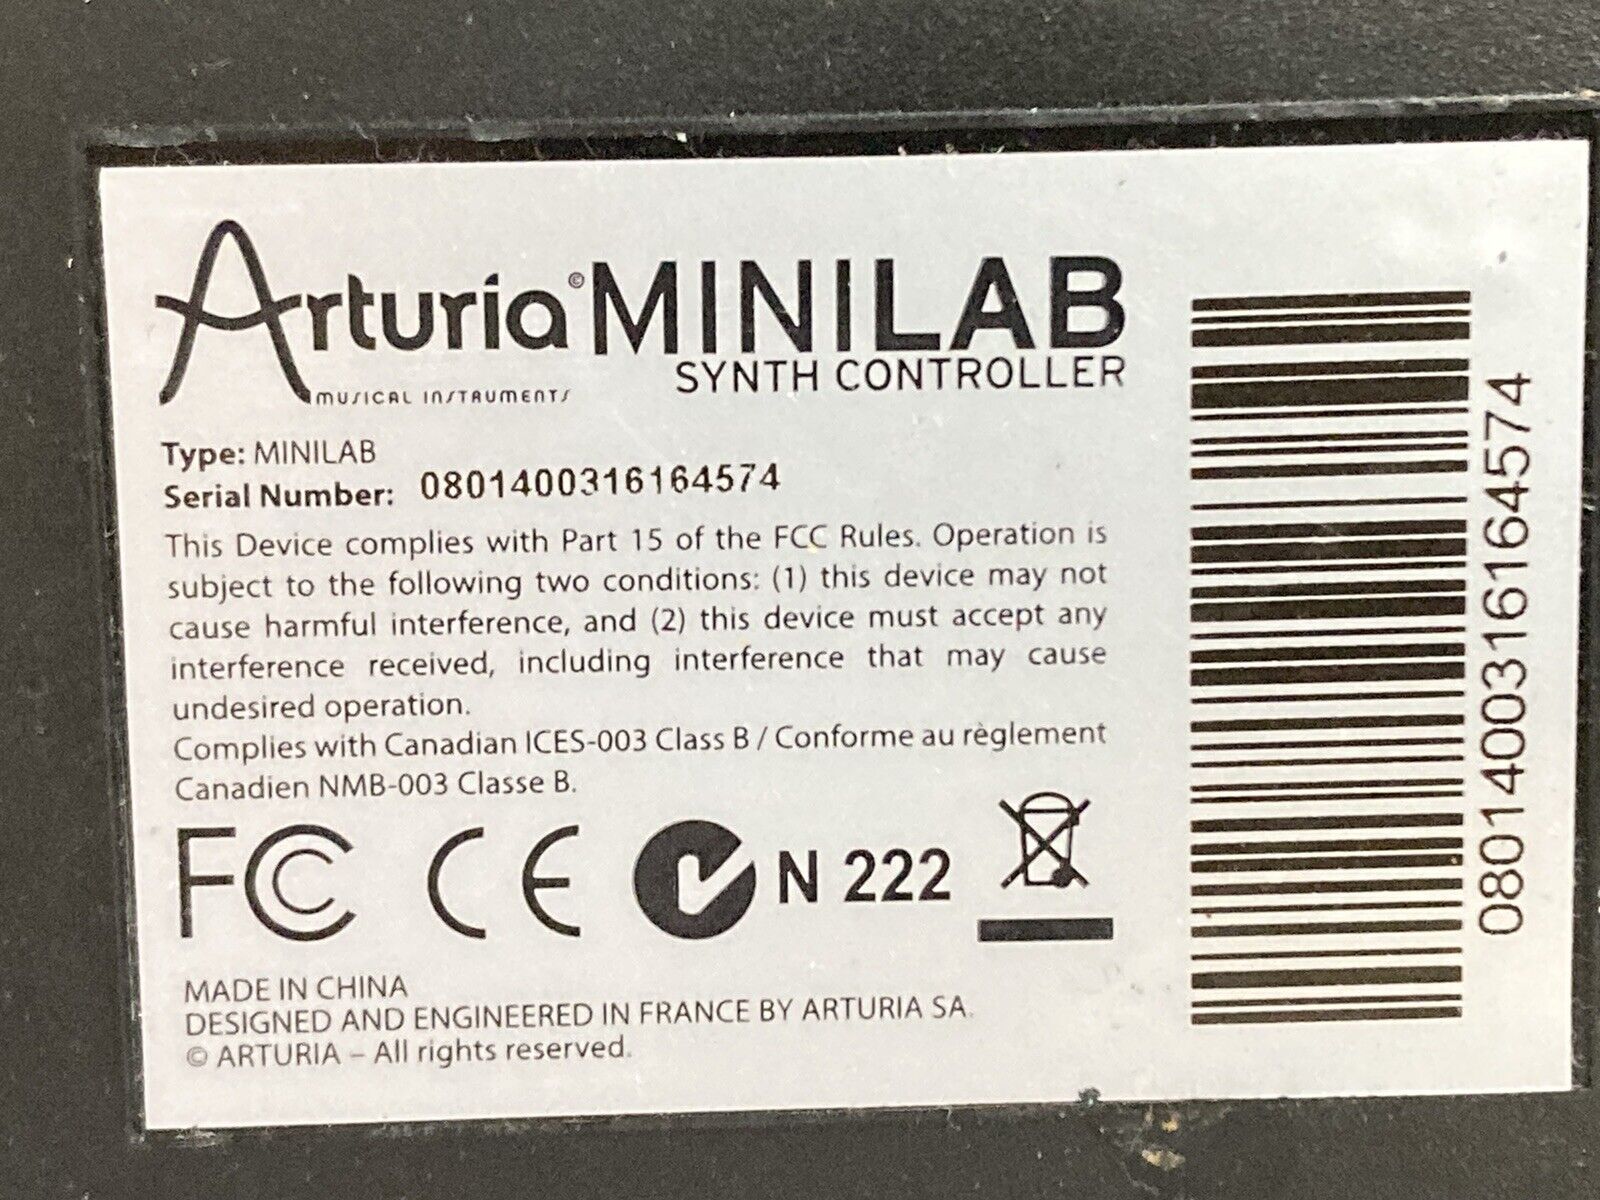 Arturia© MINILAB
MUSICAL INSTRUMENTS
SYNTH CONTROLLER
Type: MINILAB
Serial Number: 0801400316164574
This Device complies with Part 15 of the FCC Rules. Operation is
subject to the following two conditions: (1) this device may not
cause harmful interference, and (2) this device must accept any
interference received, including interference that may cause
undesired operation.
Complies with Canadian ICES-003 Class B / Conforme au règlement
Canadien NMB-003 Classe B.
FC CE N 222
MADE IN CHINA
DESIGNED AND ENGINEERED IN FRANCE BY ARTURIA SA.
© ARTURIA – All rights reserved.
0801400316164574